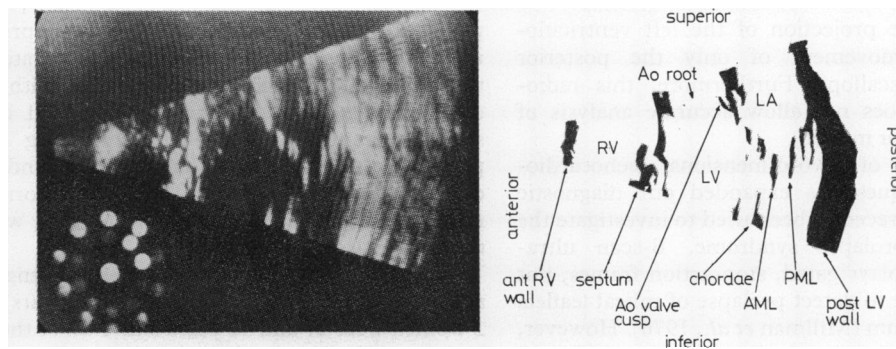 superior
Ao root
LA
RV
LV
anterior
posterior
ant RV
wall
septum
Ao valve
cusp
chordae
AML
PML
post LV
wall
inferior